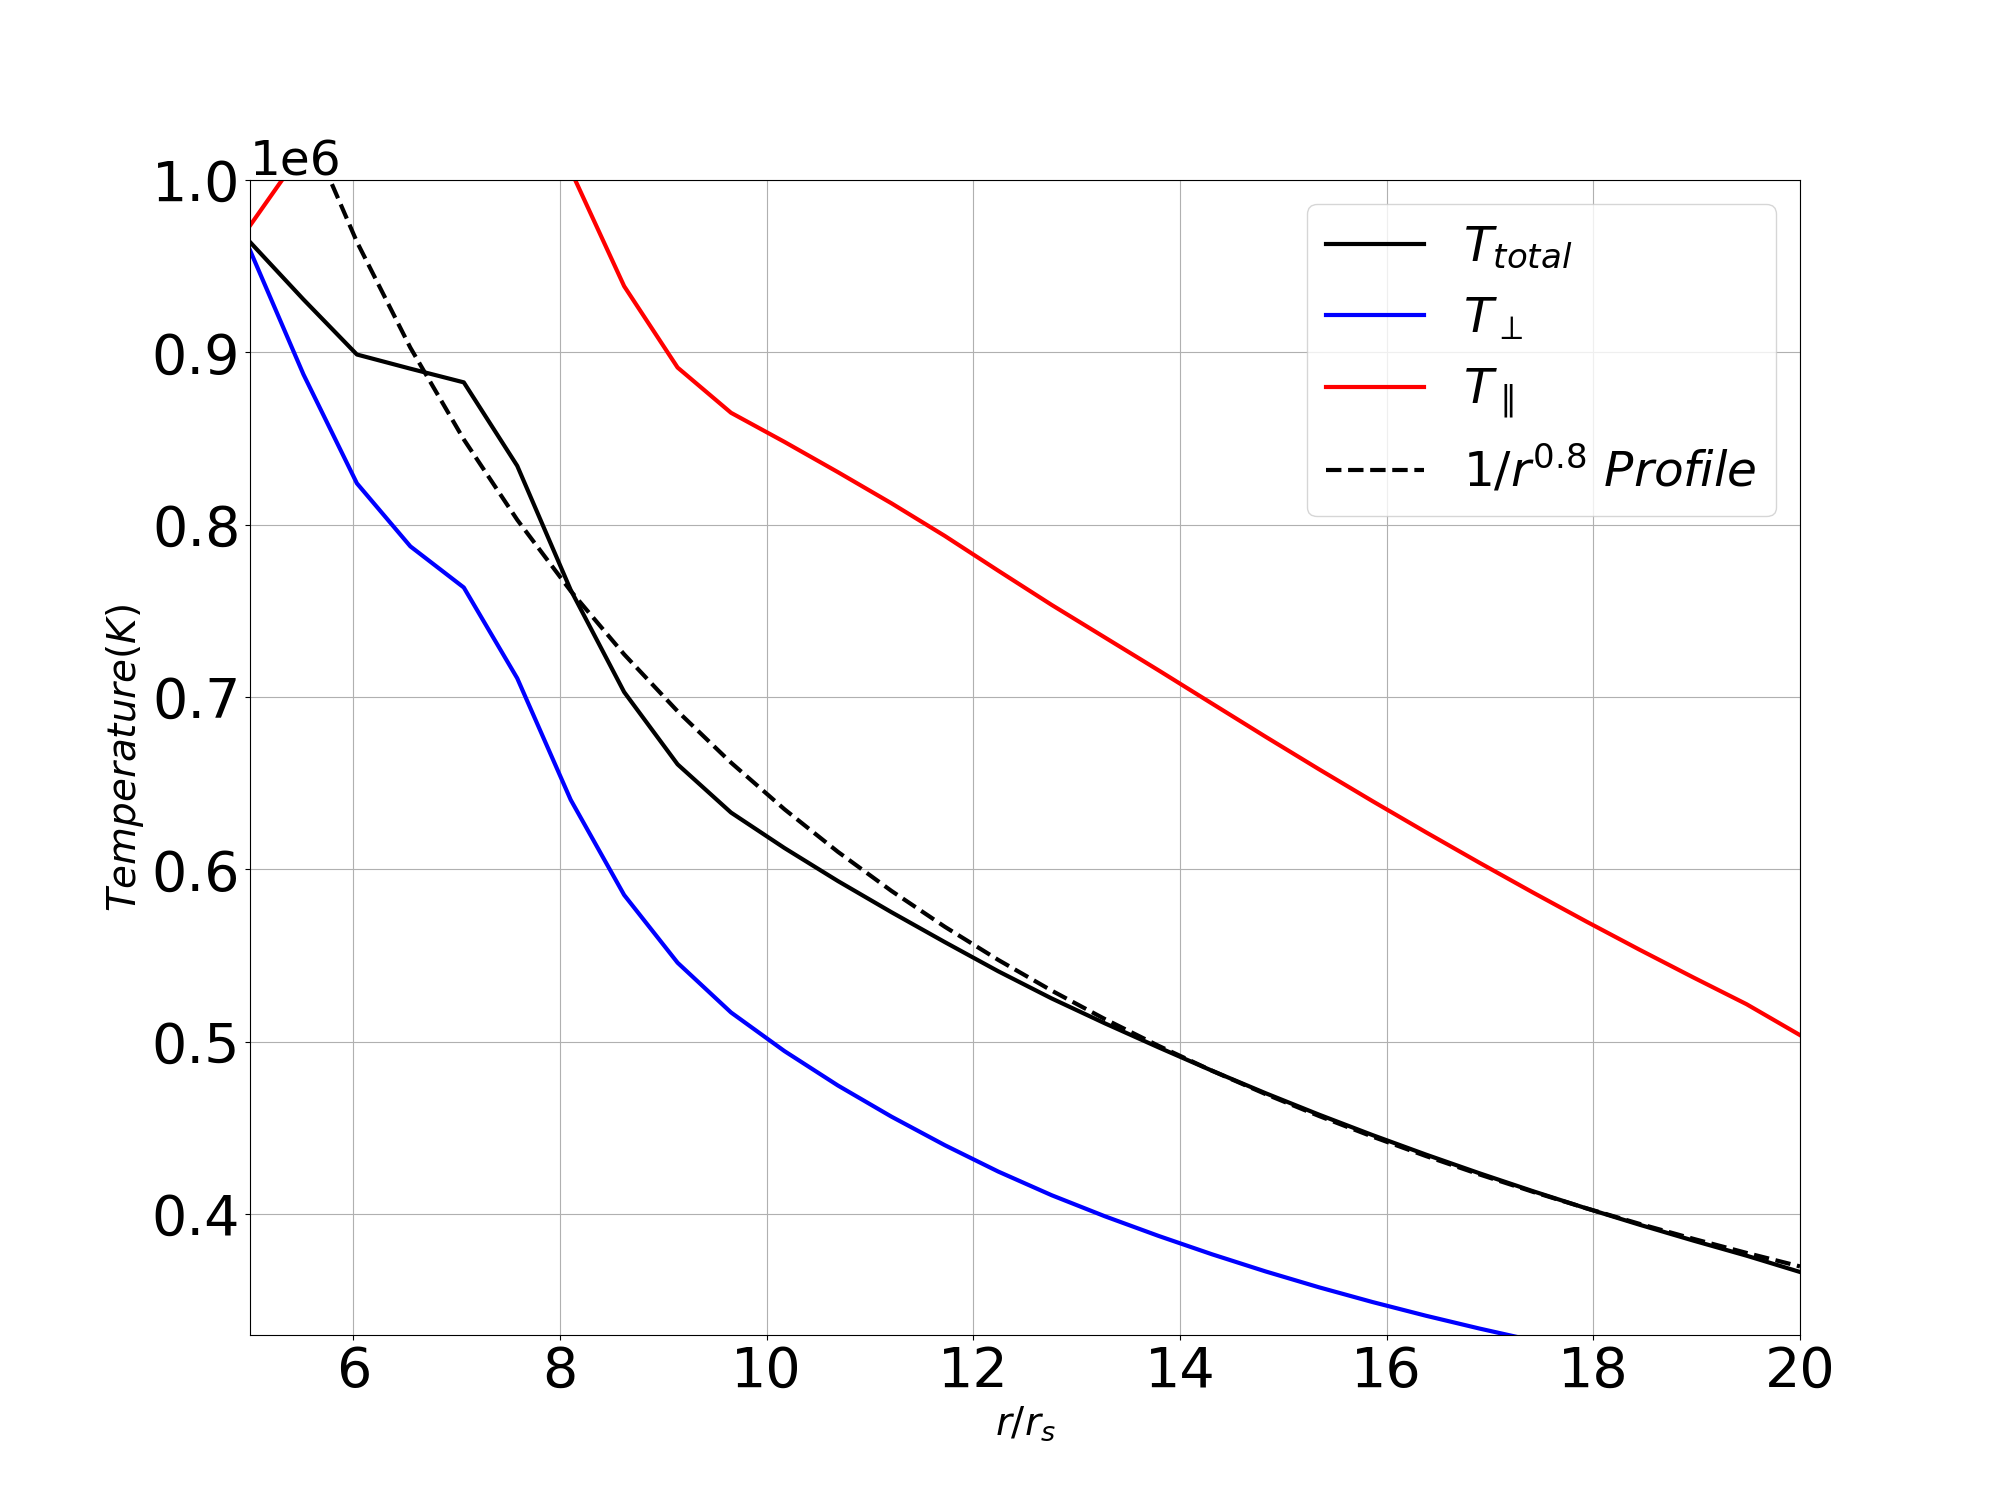 1e6
1.0
0.9
0.8
0.7
0.6
0.5
0.4
Temperature(K)
T_total
T_⊥
T_∥
1/r^0.8 Profile
6 8 10 12 14 16 18 20
r/r_s